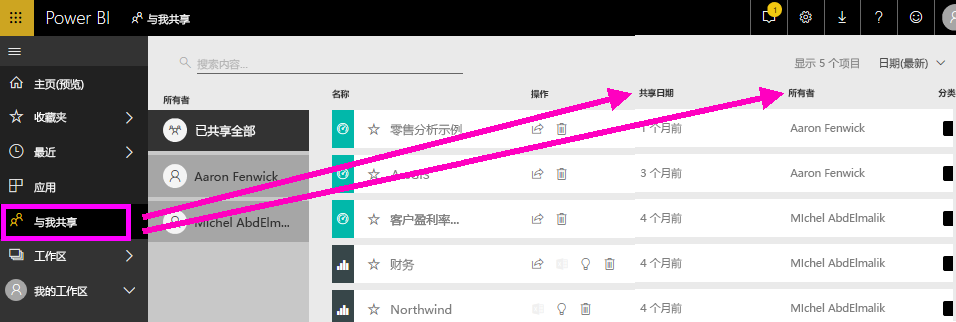 Power BI 与我共享 1
搜索内容... 显示 5 个项目 日期(最新)
主页(预览)
收藏夹
最近
应用
与我共享
工作区
我的工作区
所有者
已共享全部
Aaron Fenwick
MIchel AbdElm...
名称 操作 共享日期 所有者 分类
零售分析示例 1 个月前 Aaron Fenwick
3 个月前 Aaron Fenwick
客户盈利率... 4 个月前 MIchel AbdElmalik
财务 4 个月前 MIchel AbdElmalik
Northwind 4 个月前 MIchel AbdElmalik